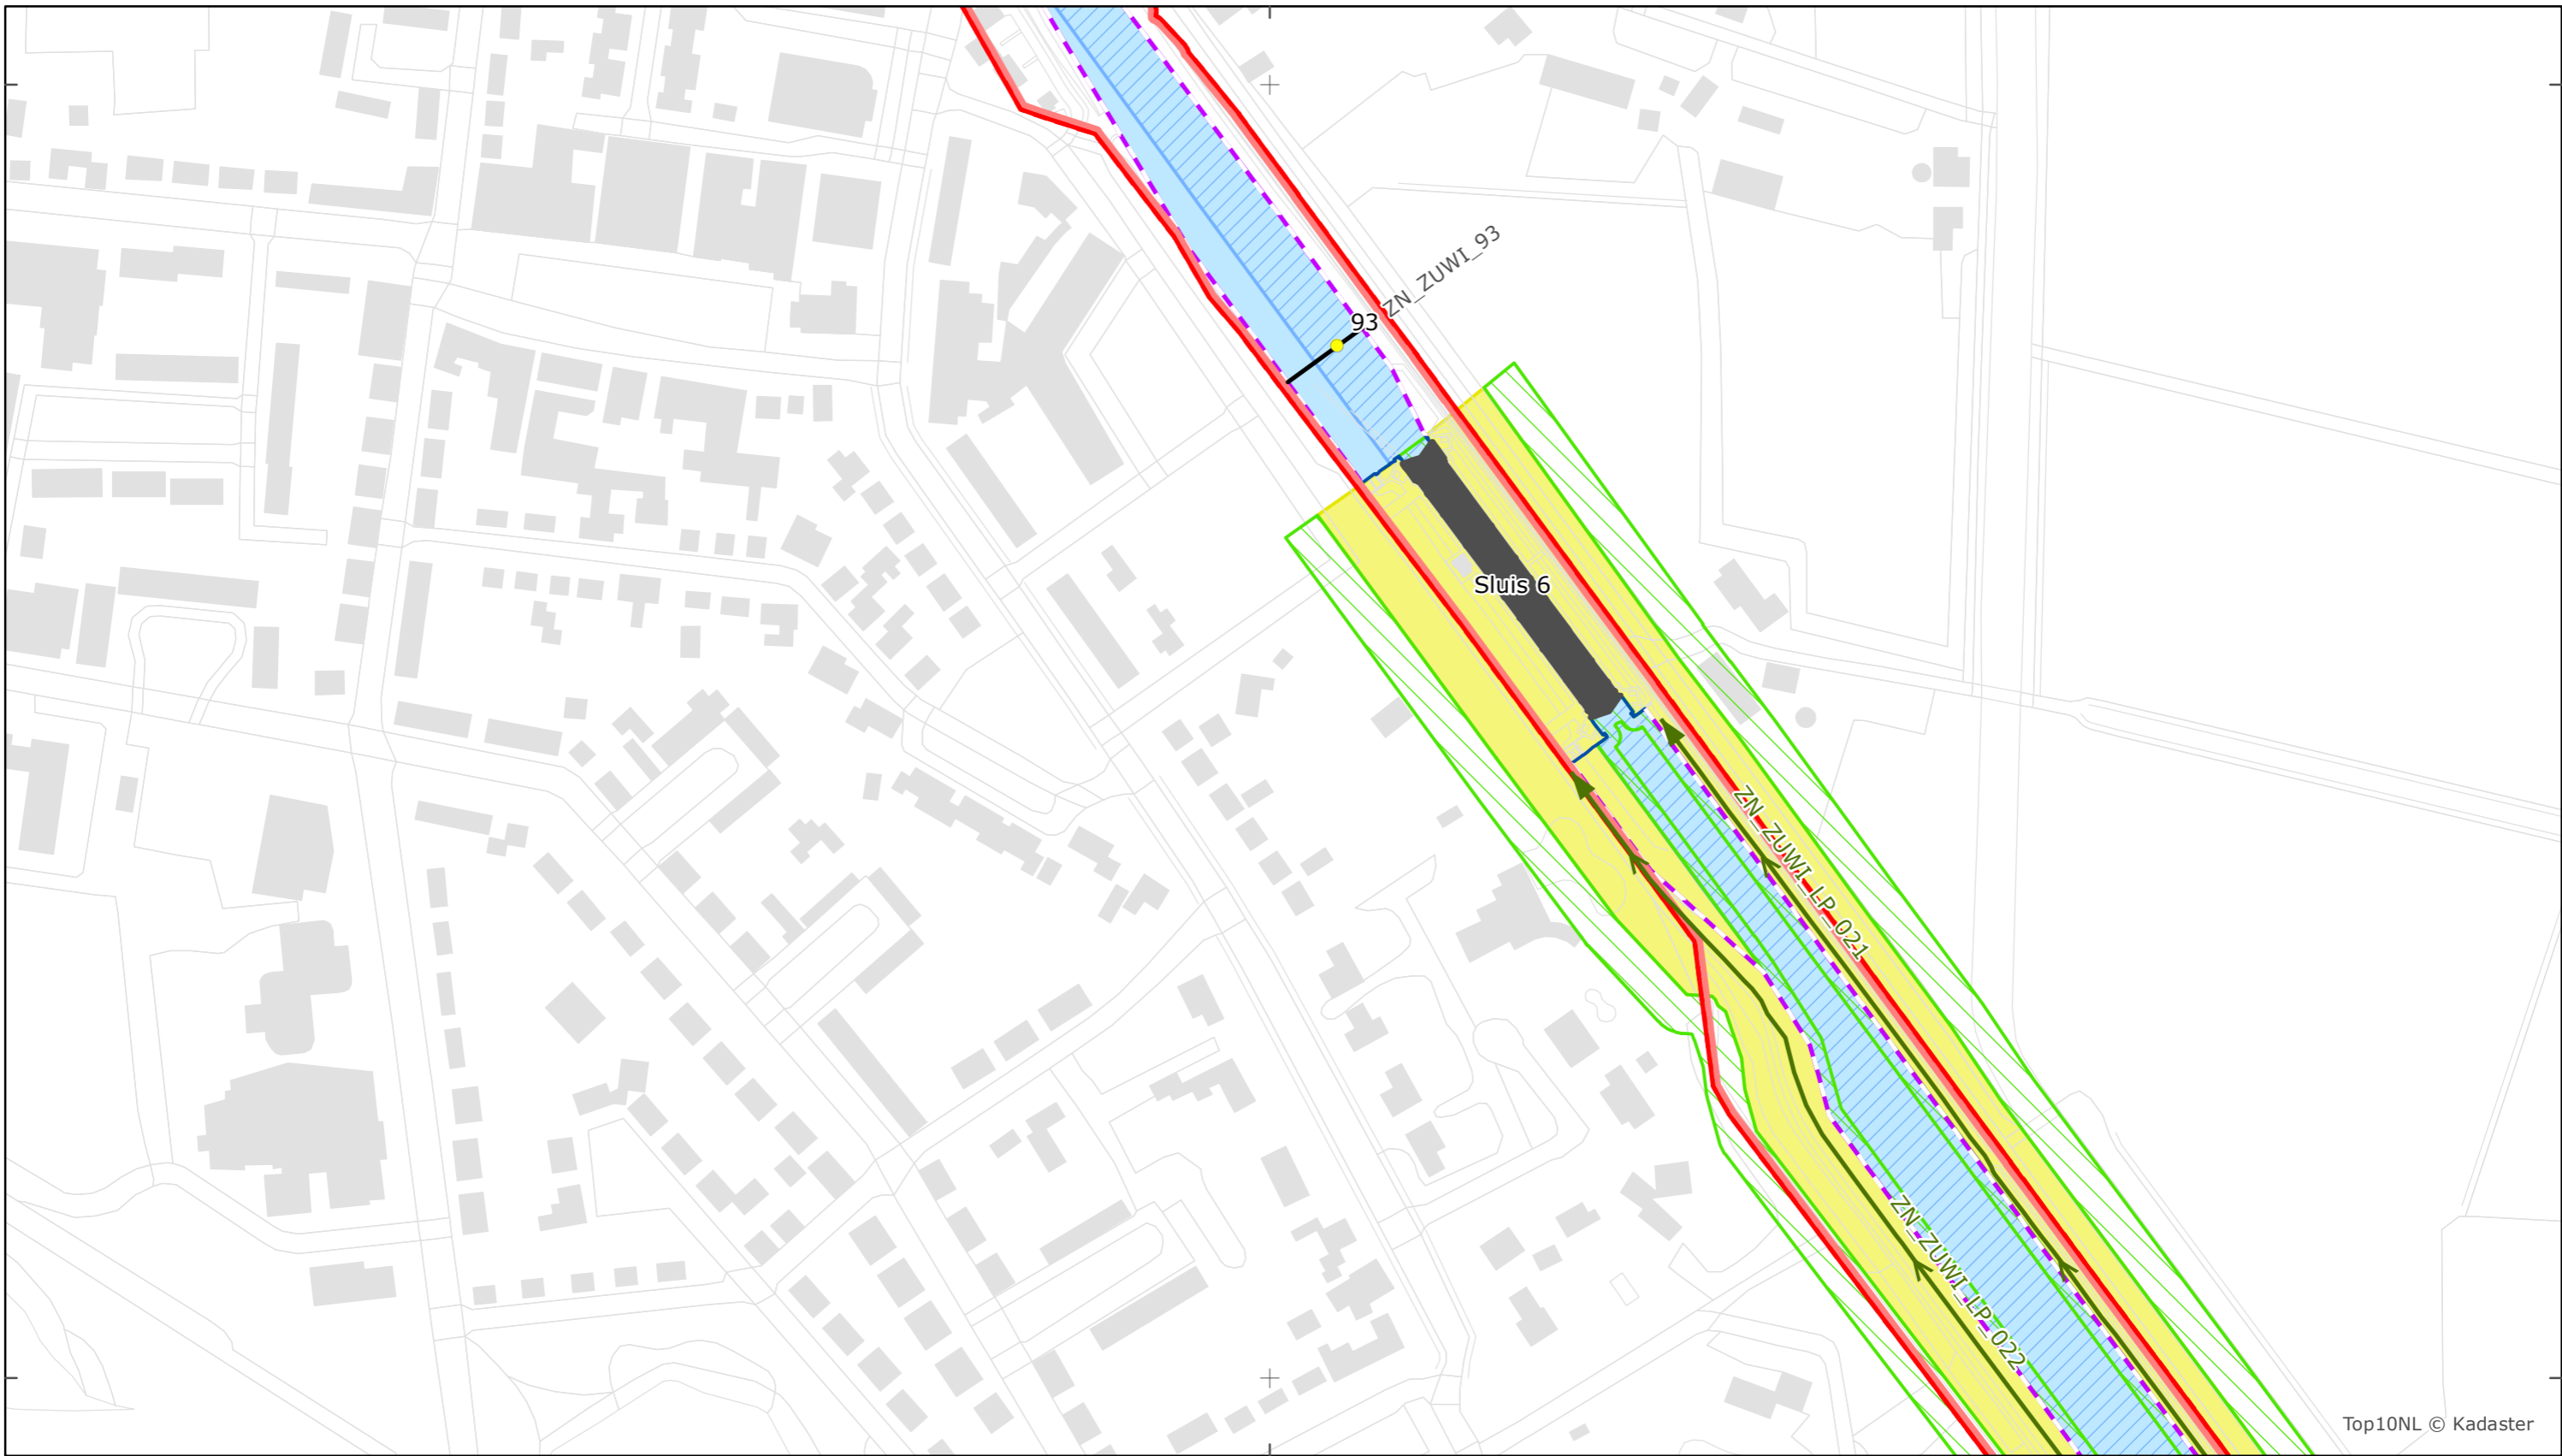 ZN_ZUWI_93
93
Sluis 6
ZN_ZUWI_LP_021
ZN_ZUWI_LP_022
Top10NL © Kadaster